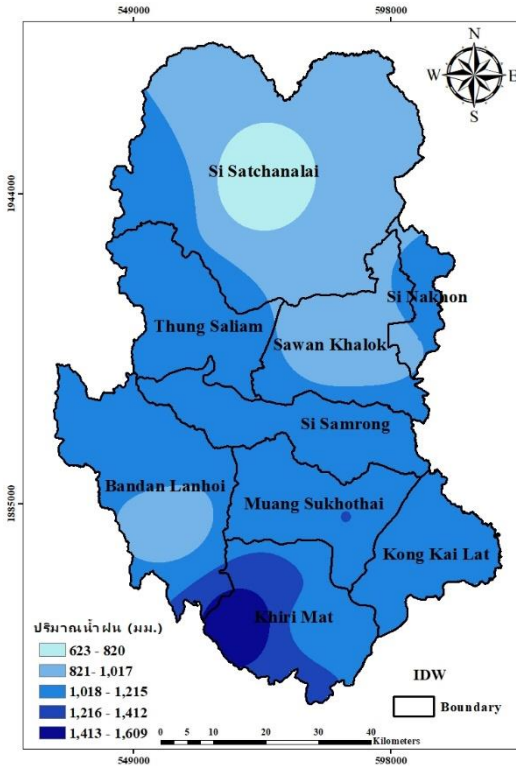 549000 598000
N
W E
S
Si Satchanalai
1944000
Si Nakhon
Thung Saliam
Sawan Khalok
Si Samrong
Bandan Lanhoi
Muang Sukhothai
Kong Kai Lat
Khiri Mat
ปริมาณน้ำฝน (มม.)
623 - 820
821- 1,017
1,018 - 1,215
1,216 - 1,412
1,413 - 1,609
IDW
Boundary
0 5 10 20 30 40
Kilometers
549000 598000